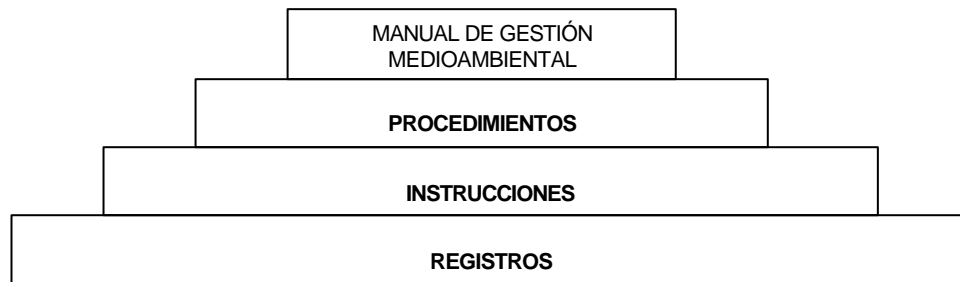 MANUAL DE GESTIÓN
MEDIOAMBIENTAL
PROCEDIMIENTOS
INSTRUCCIONES
REGISTROS